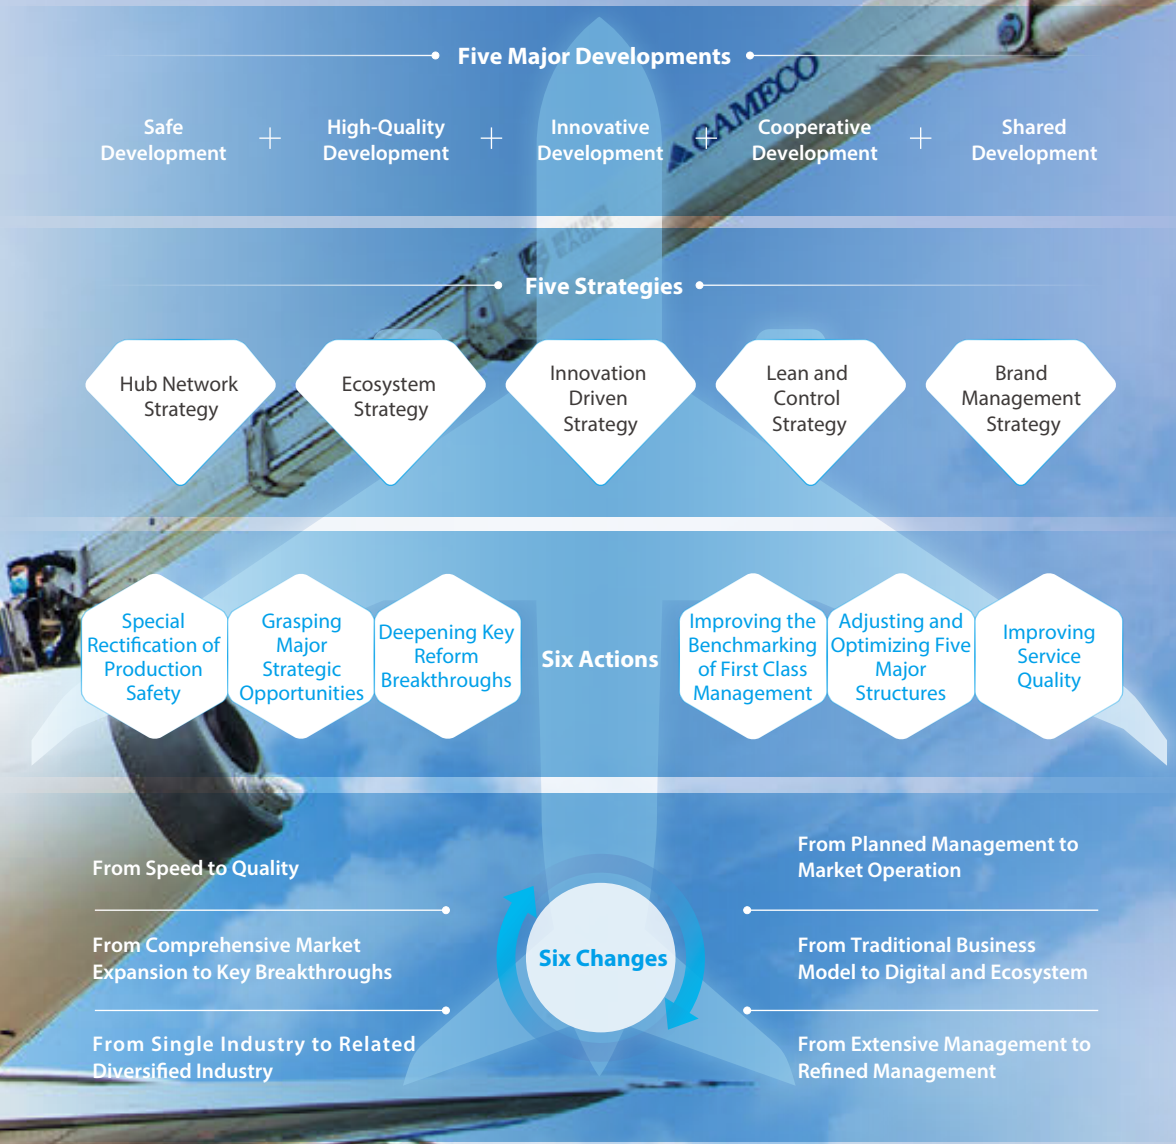 Five Major Developments
Safe
Development
+
High-Quality
Development
+
Innovative
Development
+
Cooperative
Development
+
Shared
Development
GAMECO
EAGLE
Five Strategies
Hub Network
Strategy
Ecosystem
Strategy
Innovation
Driven
Strategy
Lean and
Control
Strategy
Brand
Management
Strategy
Special
Rectification of
Production
Safety
Grasping
Major
Strategic
Opportunities
Deepening Key
Reform
Breakthroughs
Six Actions
Improving the
Benchmarking
of First Class
Management
Adjusting and
Optimizing Five
Major
Structures
Improving
Service
Quality
From Speed to Quality
From Comprehensive Market
Expansion to Key Breakthroughs
From Single Industry to Related
Diversified Industry
Six Changes
From Planned Management to
Market Operation
From Traditional Business
Model to Digital and Ecosystem
From Extensive Management to
Refined Management